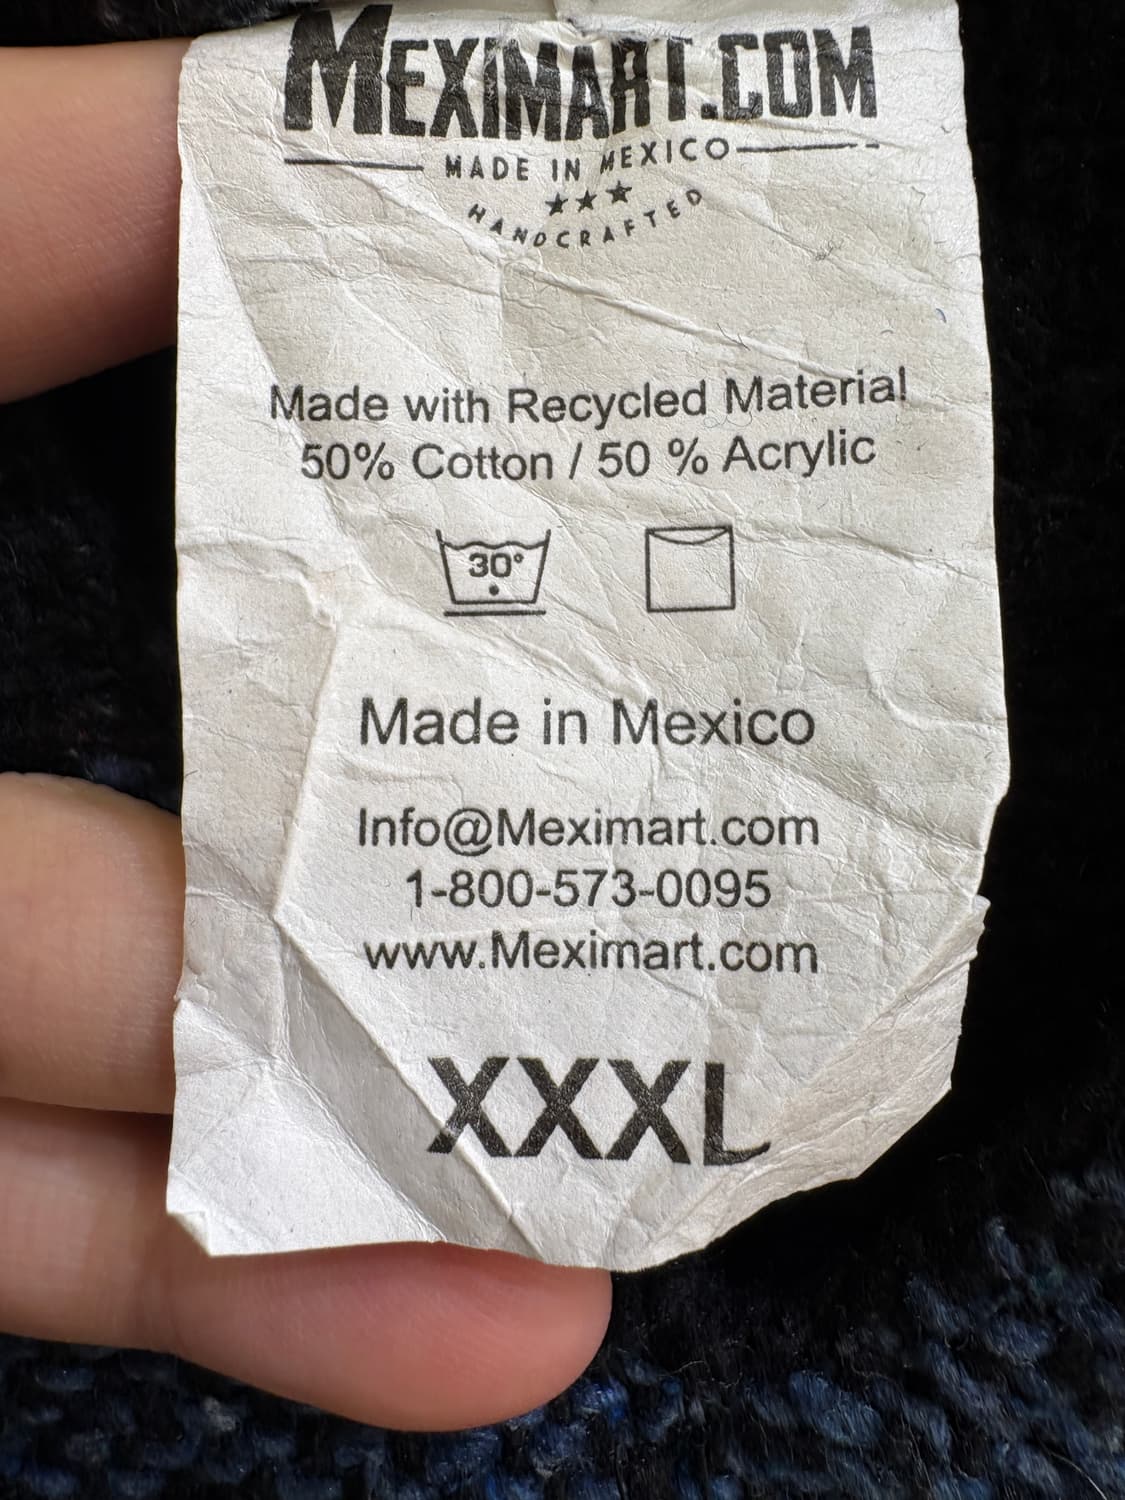 MEXIMART.COM
MADE IN MEXICO
HANDCRAFTED
Made with Recycled Material
50% Cotton / 50 % Acrylic
30°
Made in Mexico
Info@Meximart.com
1-800-573-0095
www.Meximart.com
XXXL